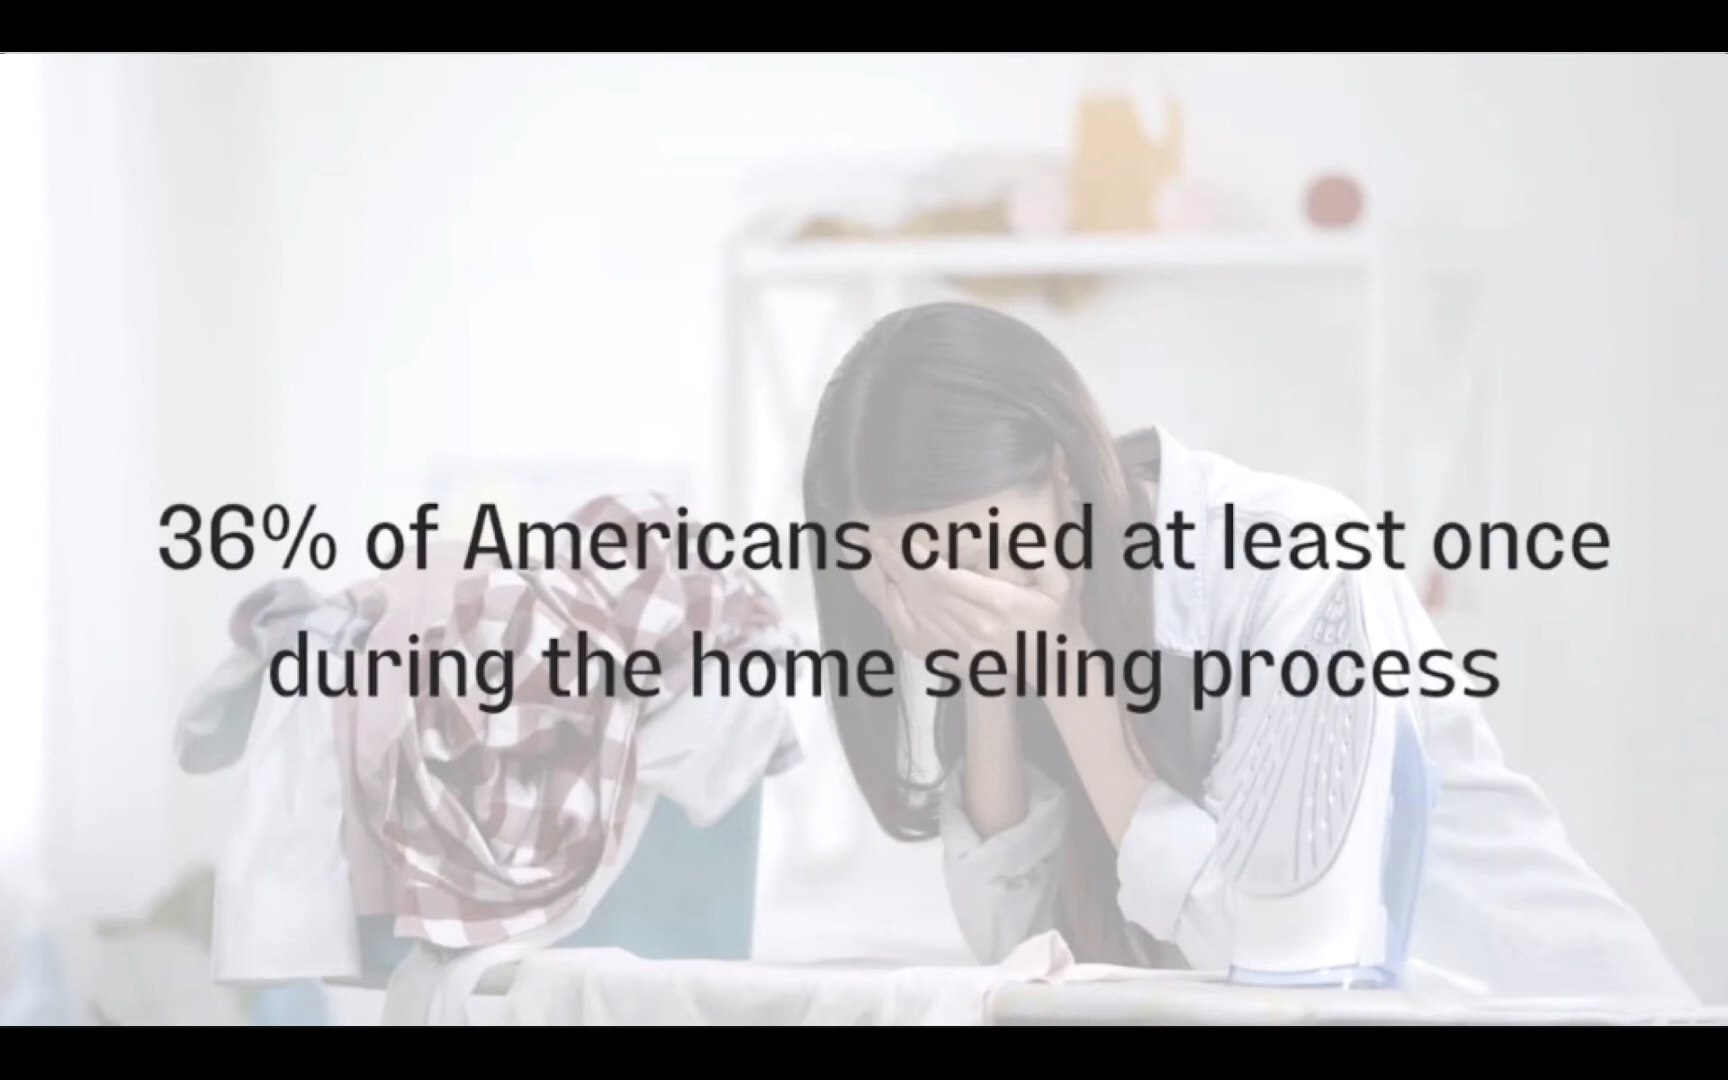 36% of Americans cried at least once
during the home selling process